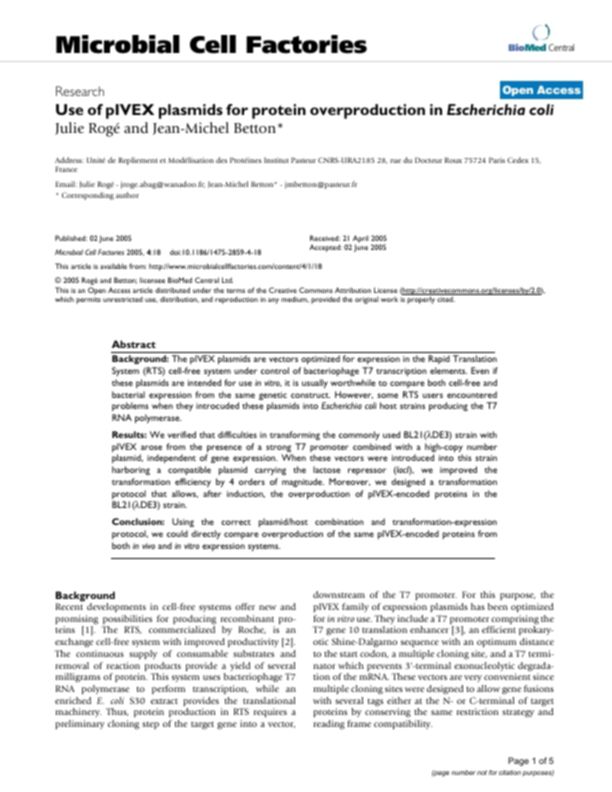 Microbial Cell Factories
BioMed Central
Research
Open Access
Use of pIVEX plasmids for protein overproduction in Escherichia coli
Julie Rogé and Jean-Michel Betton*
Address: Unité de Repliement et Modélisation des Protéines Institut Pasteur CNRS-URA2185 28, rue du Docteur Roux 75724 Paris Cedex 15,
France
Email: Julie Rogé - jroge.abag@wanadoo.fr; Jean-Michel Betton* - jmbetton@pasteur.fr
* Corresponding author
Published: 02 June 2005
Received: 21 April 2005
Accepted: 02 June 2005
Microbial Cell Factories 2005, 4:18 doi:10.1186/1475-2859-4-18
This article is available from: http://www.microbialcellfactories.com/content/4/1/18
© 2005 Rogé and Betton; licensee BioMed Central Ltd.
This is an Open Access article distributed under the terms of the Creative Commons Attribution License (http://creativecommons.org/licenses/by/2.0),
which permits unrestricted use, distribution, and reproduction in any medium, provided the original work is properly cited.
Abstract
Background: The pIVEX plasmids are vectors optimized for expression in the Rapid Translation
System (RTS) cell-free system under control of bacteriophage T7 transcription elements. Even if
these plasmids are intended for use in vitro, it is usually worthwhile to compare both cell-free and
bacterial expression from the same genetic construct. However, some RTS users encountered
problems when they introcuded these plasmids into Escherichia coli host strains producing the T7
RNA polymerase.
Results: We verified that difficulties in transforming the commonly used BL21(λDE3) strain with
pIVEX arose from the presence of a strong T7 promoter combined with a high-copy number
plasmid, independent of gene expression. When these vectors were introduced into this strain
harboring a compatible plasmid carrying the lactose repressor (lacI), we improved the
transformation efficiency by 4 orders of magnitude. Moreover, we designed a transformation
protocol that allows, after induction, the overproduction of pIVEX-encoded proteins in the
BL21(λDE3) strain.
Conclusion: Using the correct plasmid/host combination and transformation-expression
protocol, we could directly compare overproduction of the same pIVEX-encoded proteins from
both in vivo and in vitro expression systems.
Background
Recent developments in cell-free systems offer new and
promising possibilities for producing recombinant pro-
teins [1]. The RTS, commercialized by Roche, is an
exchange cell-free system with improved productivity [2].
The continuous supply of consumable substrates and
removal of reaction products provide a yield of several
milligrams of protein. This system uses bacteriophage T7
RNA polymerase to perform transcription, while an
enriched E. coli S30 extract provides the translational
machinery. Thus, protein production in RTS requires a
preliminary cloning step of the target gene into a vector,
downstream of the T7 promoter. For this purpose, the
pIVEX family of expression plasmids has been optimized
for in vitro use. They include a T7 promoter comprising the
T7 gene 10 translation enhancer [3], an efficient prokary-
otic Shine-Dalgarno sequence with an optimum distance
to the start codon, a multiple cloning site, and a T7 termi-
nator which prevents 3'-terminal exonucleolytic degrada-
tion of the mRNA. These vectors are very convenient since
multiple cloning sites were designed to allow gene fusions
with several tags either at the N- or C-terminal of target
proteins by conserving the same restriction strategy and
reading frame compatibility.
Page 1 of 5
(page number not for citation purposes)